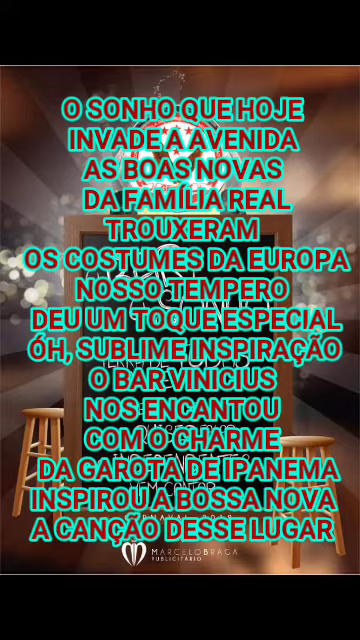 O SONHO QUE HOJE
INVADE A AVENIDA
AS BOAS NOVAS
DA FAMÍLIA REAL
TROUXERAM
OS COSTUMES DA EUROPA
NOSSO TEMPERO
DEU UM TOQUE ESPECIAL
ÓH, SUBLIME INSPIRAÇÃO
O BAR VINICIUS
NOS ENCANTOU
COM O CHARME
DA GAROTA DE IPANEMA
INSPIROU A BOSSA NOVA
A CANÇÃO DESSE LUGAR
MARCELOBRAGA
PUBLICITÁRIO